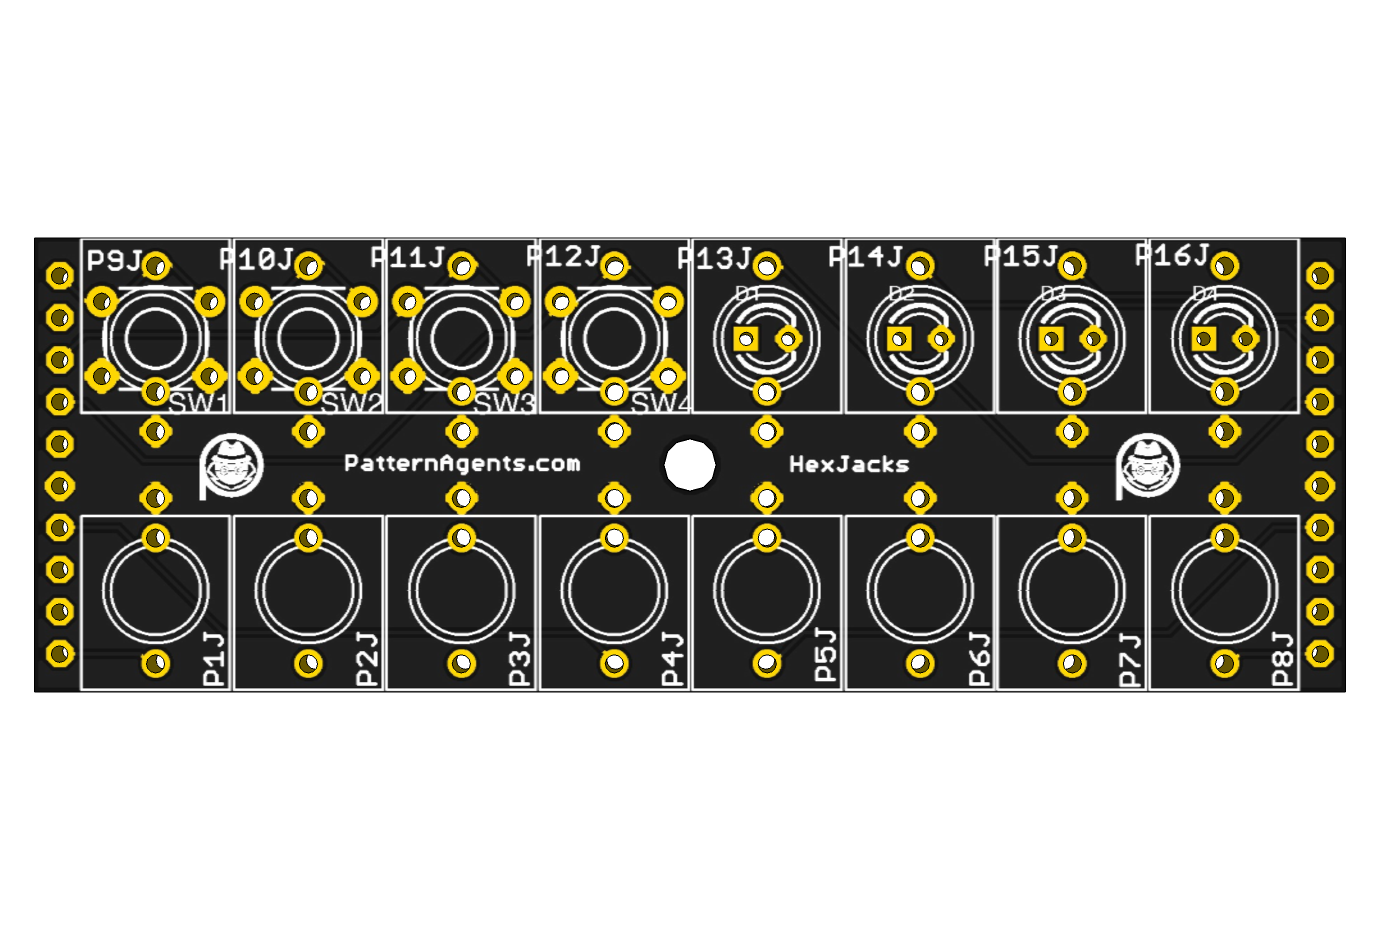 P9J P10J P11J P12J P13J P14J P15J P16J
D1 D2 D3 D4
SW1 SW2 SW3 SW4
PatternAgents.com HexJacks
P1J P2J P3J P4J P5J P6J P7J P8J